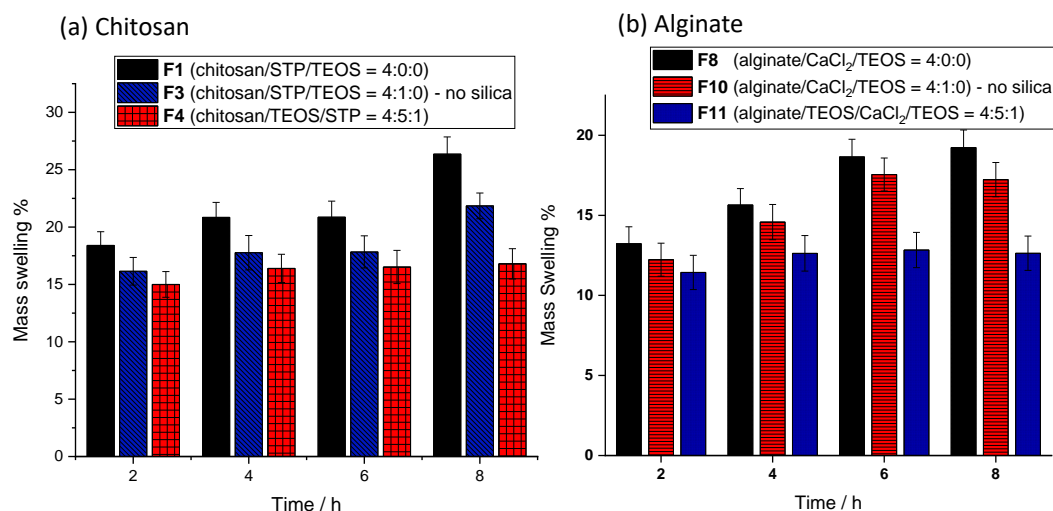 (a) Chitosan
F1 (chitosan/STP/TEOS = 4:0:0)
F3 (chitosan/STP/TEOS = 4:1:0) - no silica
F4 (chitosan/TEOS/STP = 4:5:1)
30
25
20
15
10
5
0
Mass swelling %
2 4 6 8
Time / h
(b) Alginate
F8 (alginate/CaCl₂/TEOS = 4:0:0)
F10 (alginate/CaCl₂/TEOS = 4:1:0) - no silica
F11 (alginate/TEOS/CaCl₂/TEOS = 4:5:1)
20
15
10
5
0
Mass Swelling %
2 4 6 8
Time / h